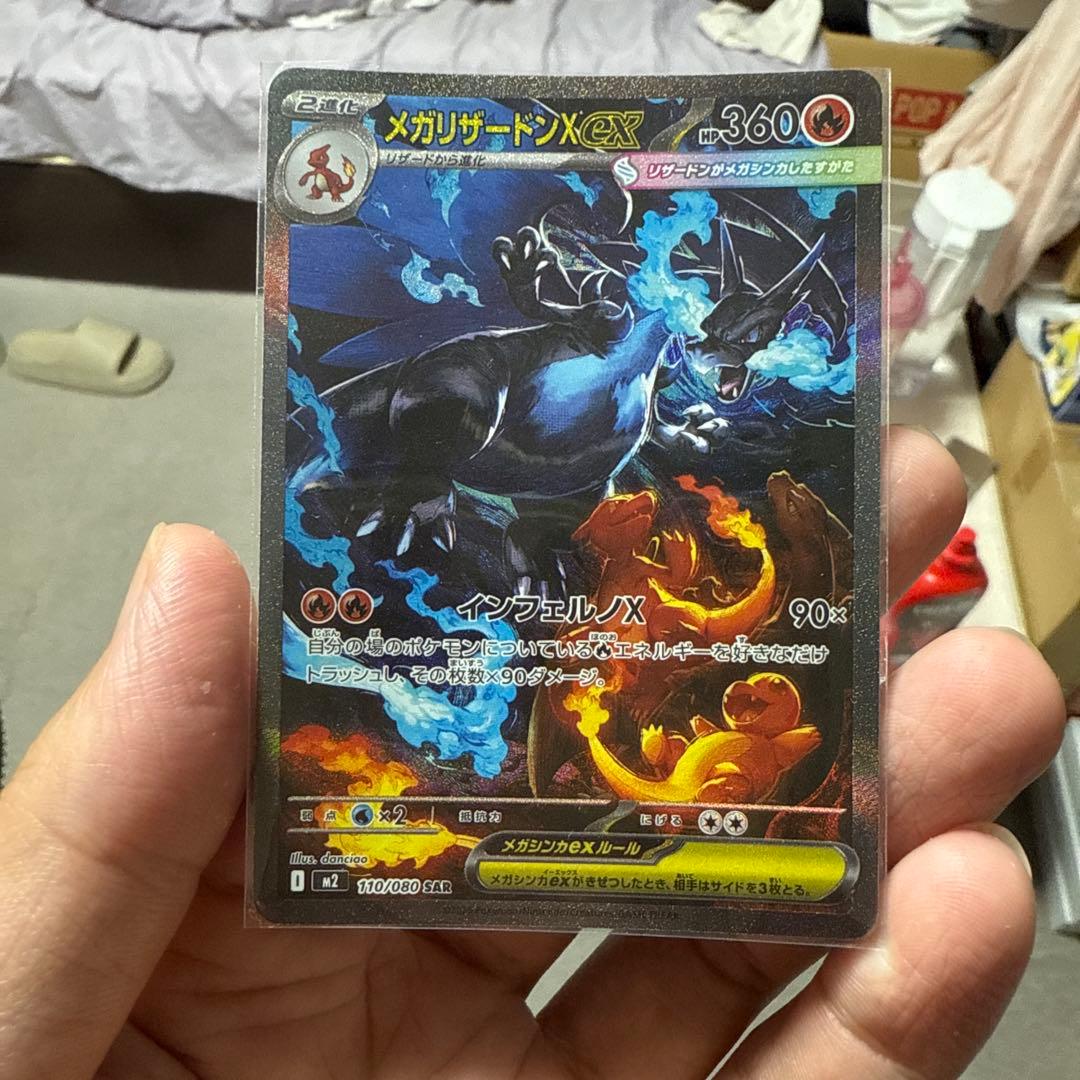 2進化
メガリザードンXex
HP360
リザードから進化
リザードンがメガシンカしたすがた
インフェルノX 90×
自分の場のポケモンについているエネルギーを好きなだけ
トラッシュし、その枚数×90ダメージ。
弱点 ×2 抵抗力 にげる
メガシンカexルール
メガシンカexがきぜつしたとき、相手はサイドを3枚とる。
Illus. danciao
I M2 110/080 SAR